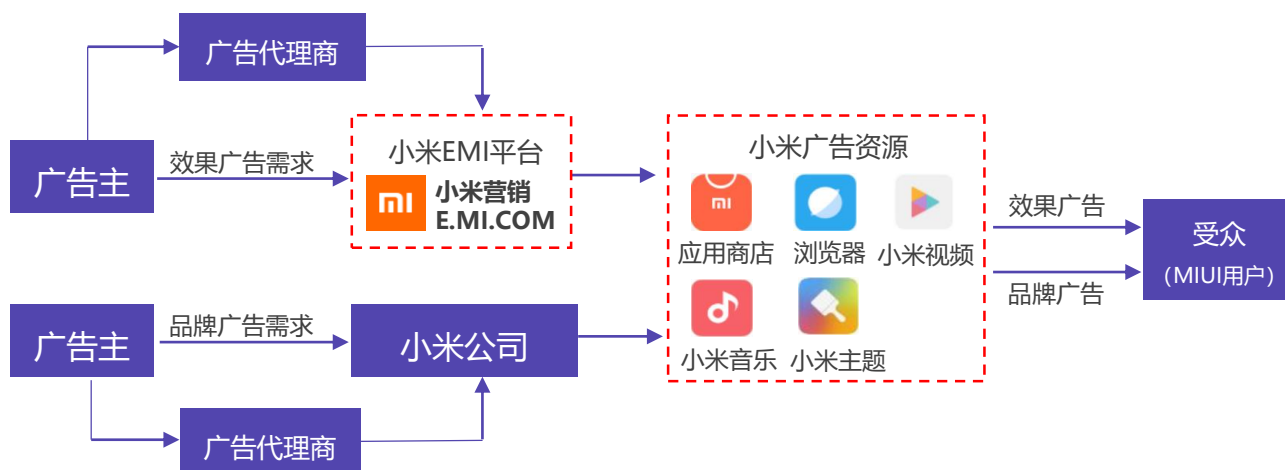 广告代理商
广告主
效果广告需求
小米EMI平台
mi
小米营销
E.MI.COM
小米广告资源
mi
应用商店
浏览器
小米视频
小米音乐
小米主题
效果广告
品牌广告
受众
(MIUI用户)
广告主
品牌广告需求
小米公司
广告代理商